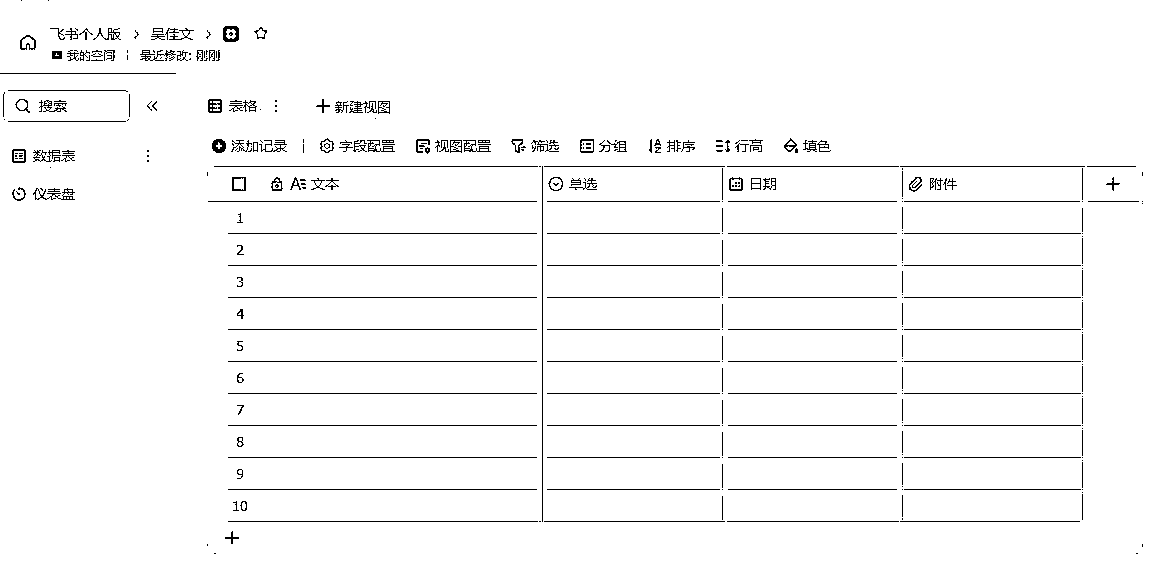 飞书个人版 吴佳文
我的空间 最近修改: 刚刚
搜索
表格 新建视图
添加记录 字段配置 视图配置 筛选 分组 排序 行高 填色
数据表
仪表盘
文本 单选 日期 附件
1
2
3
4
5
6
7
8
9
10